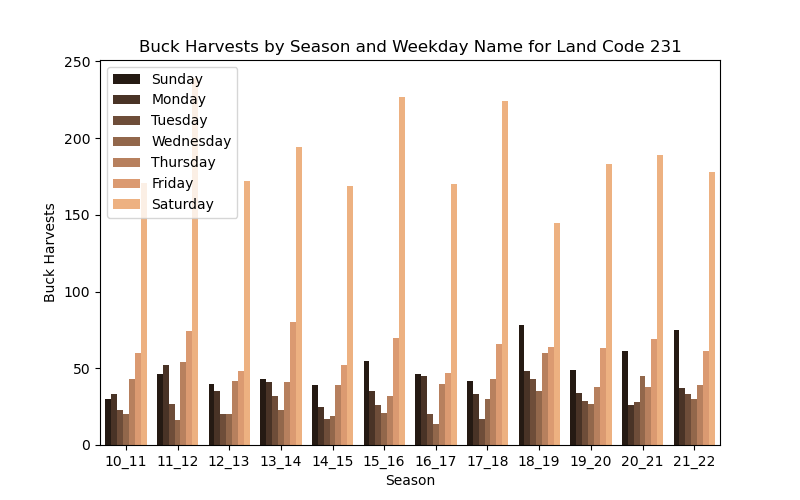 Buck Harvests by Season and Weekday Name for Land Code 231
250
200
150
100
50
0
Buck Harvests
Sunday
Monday
Tuesday
Wednesday
Thursday
Friday
Saturday
10_11 11_12 12_13 13_14 14_15 15_16 16_17 17_18 18_19 19_20 20_21 21_22
Season